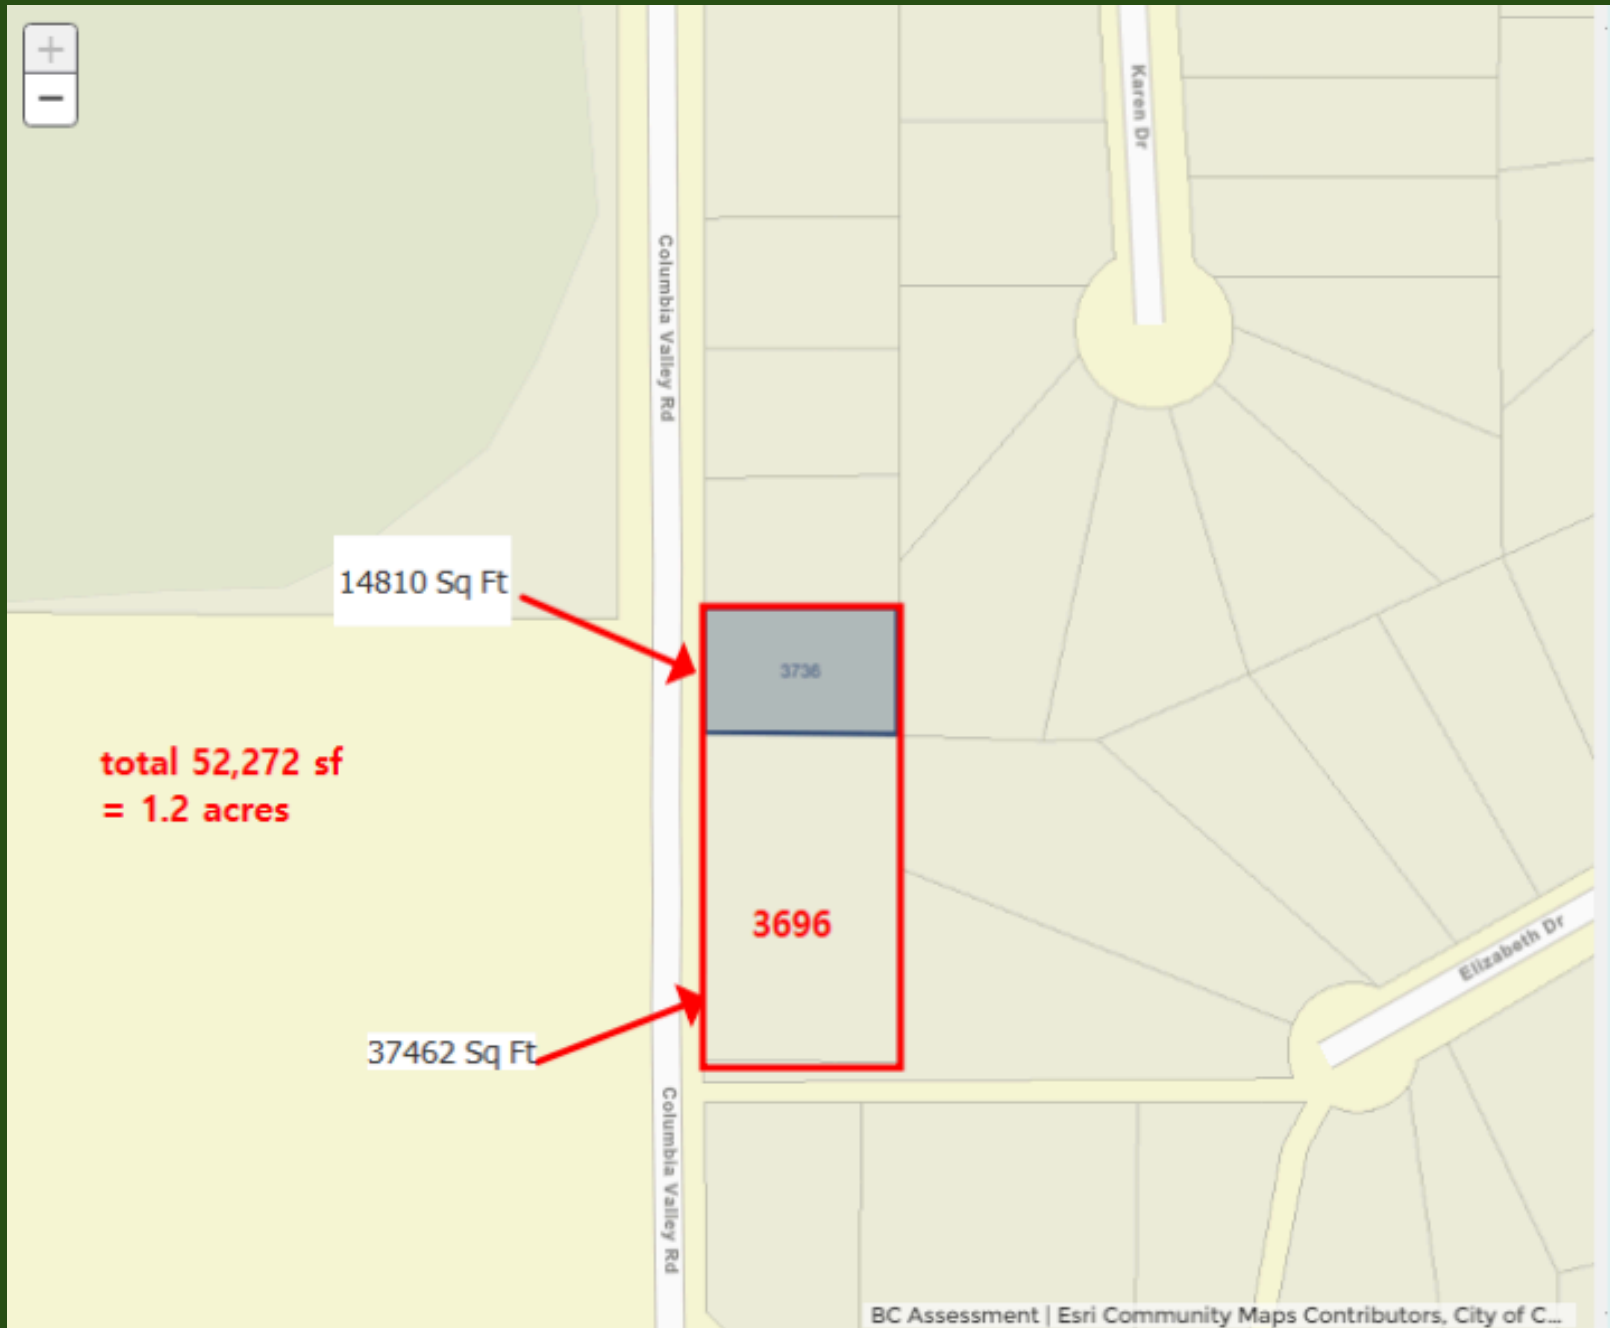 +
−
Karen Dr
Columbia Valley Rd
14810 Sq Ft
3736
total 52,272 sf
= 1.2 acres
3696
Elizabeth Dr
37462 Sq Ft
Columbia Valley Rd
BC Assessment | Esri Community Maps Contributors, City of C...